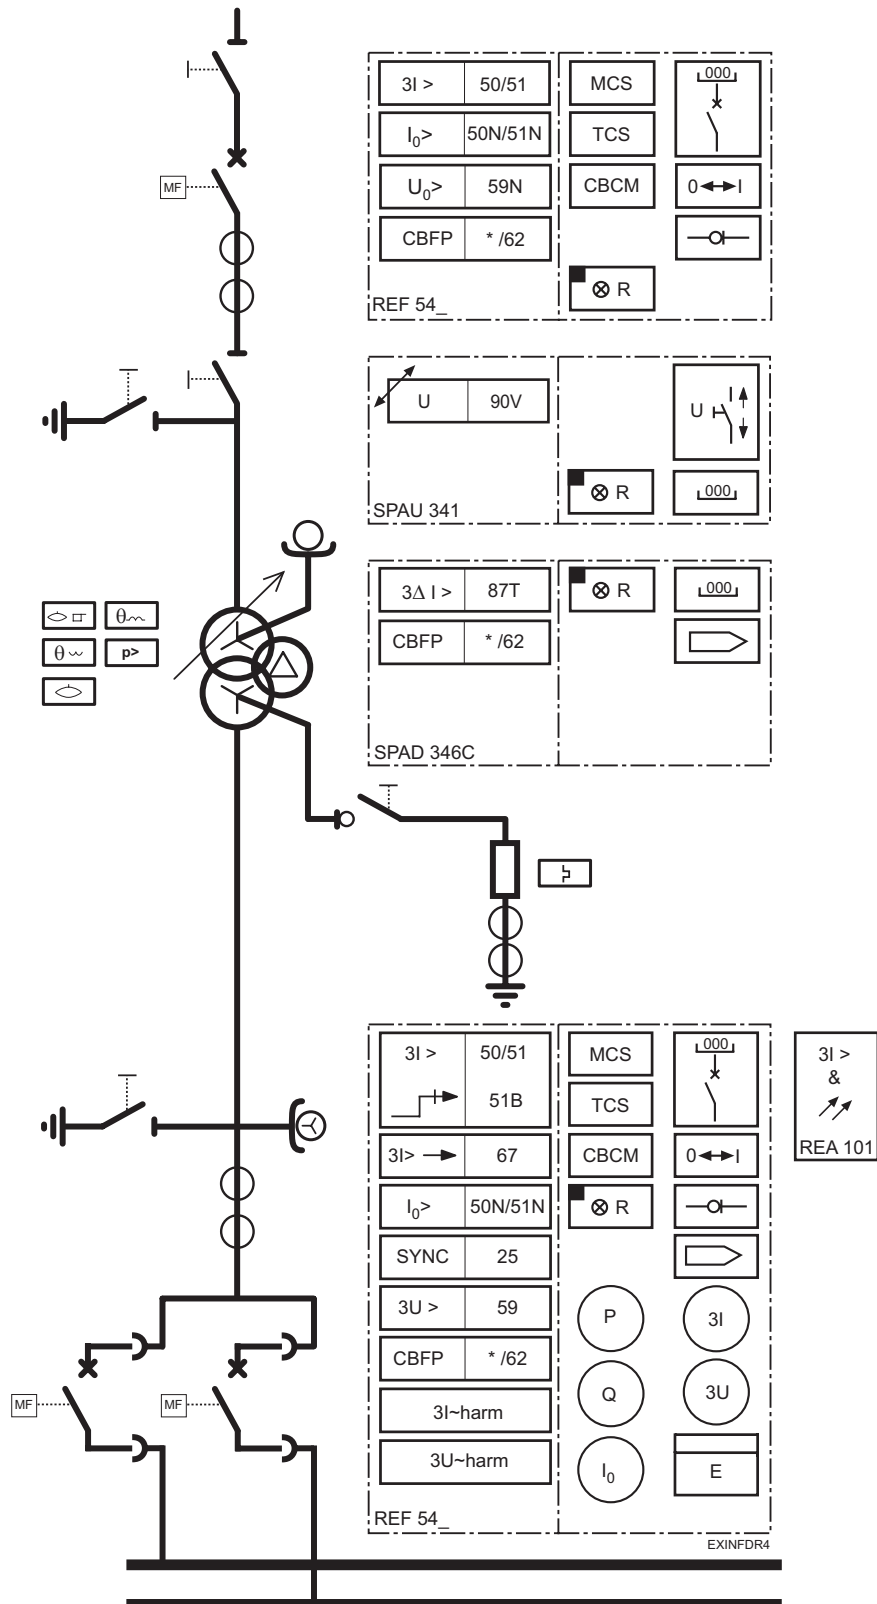 3I > 50/51 MCS 000
I0> 50N/51N TCS
MF
U0> 59N CBCM 0 I
CBFP * /62
R
REF 54_
U 90V U I
R 000
SPAU 341
3Δ I > 87T R 000
θ
CBFP * /62
θ p>
SPAD 346C
3I > 50/51 MCS 000
51B TCS
3I >
&
REA 101
3I> 67 CBCM 0 I
I0> 50N/51N R
SYNC 25
3U > 59 P 3I
CBFP * /62
MF MF
3I~harm Q 3U
3U~harm I0 E
REF 54_
EXINFDR4